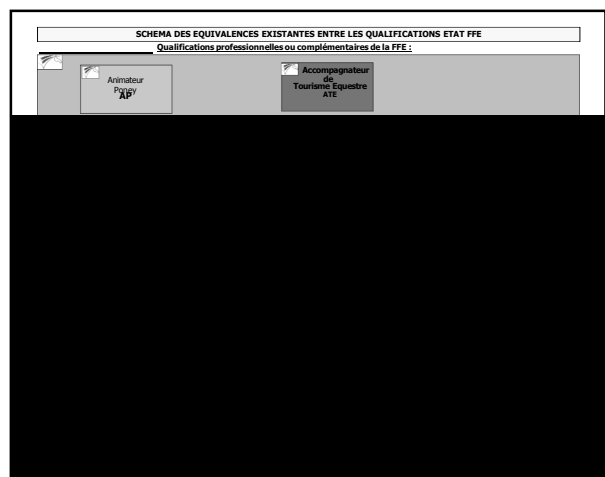 SCHEMA DES EQUIVALENCES EXISTANTES ENTRE LES QUALIFICATIONS ETAT FFE
Qualifications professionnelles ou complémentaires de la FFE :
Animateur
Poney
AP
Accompagnateur
de
Tourisme Equestre
ATE